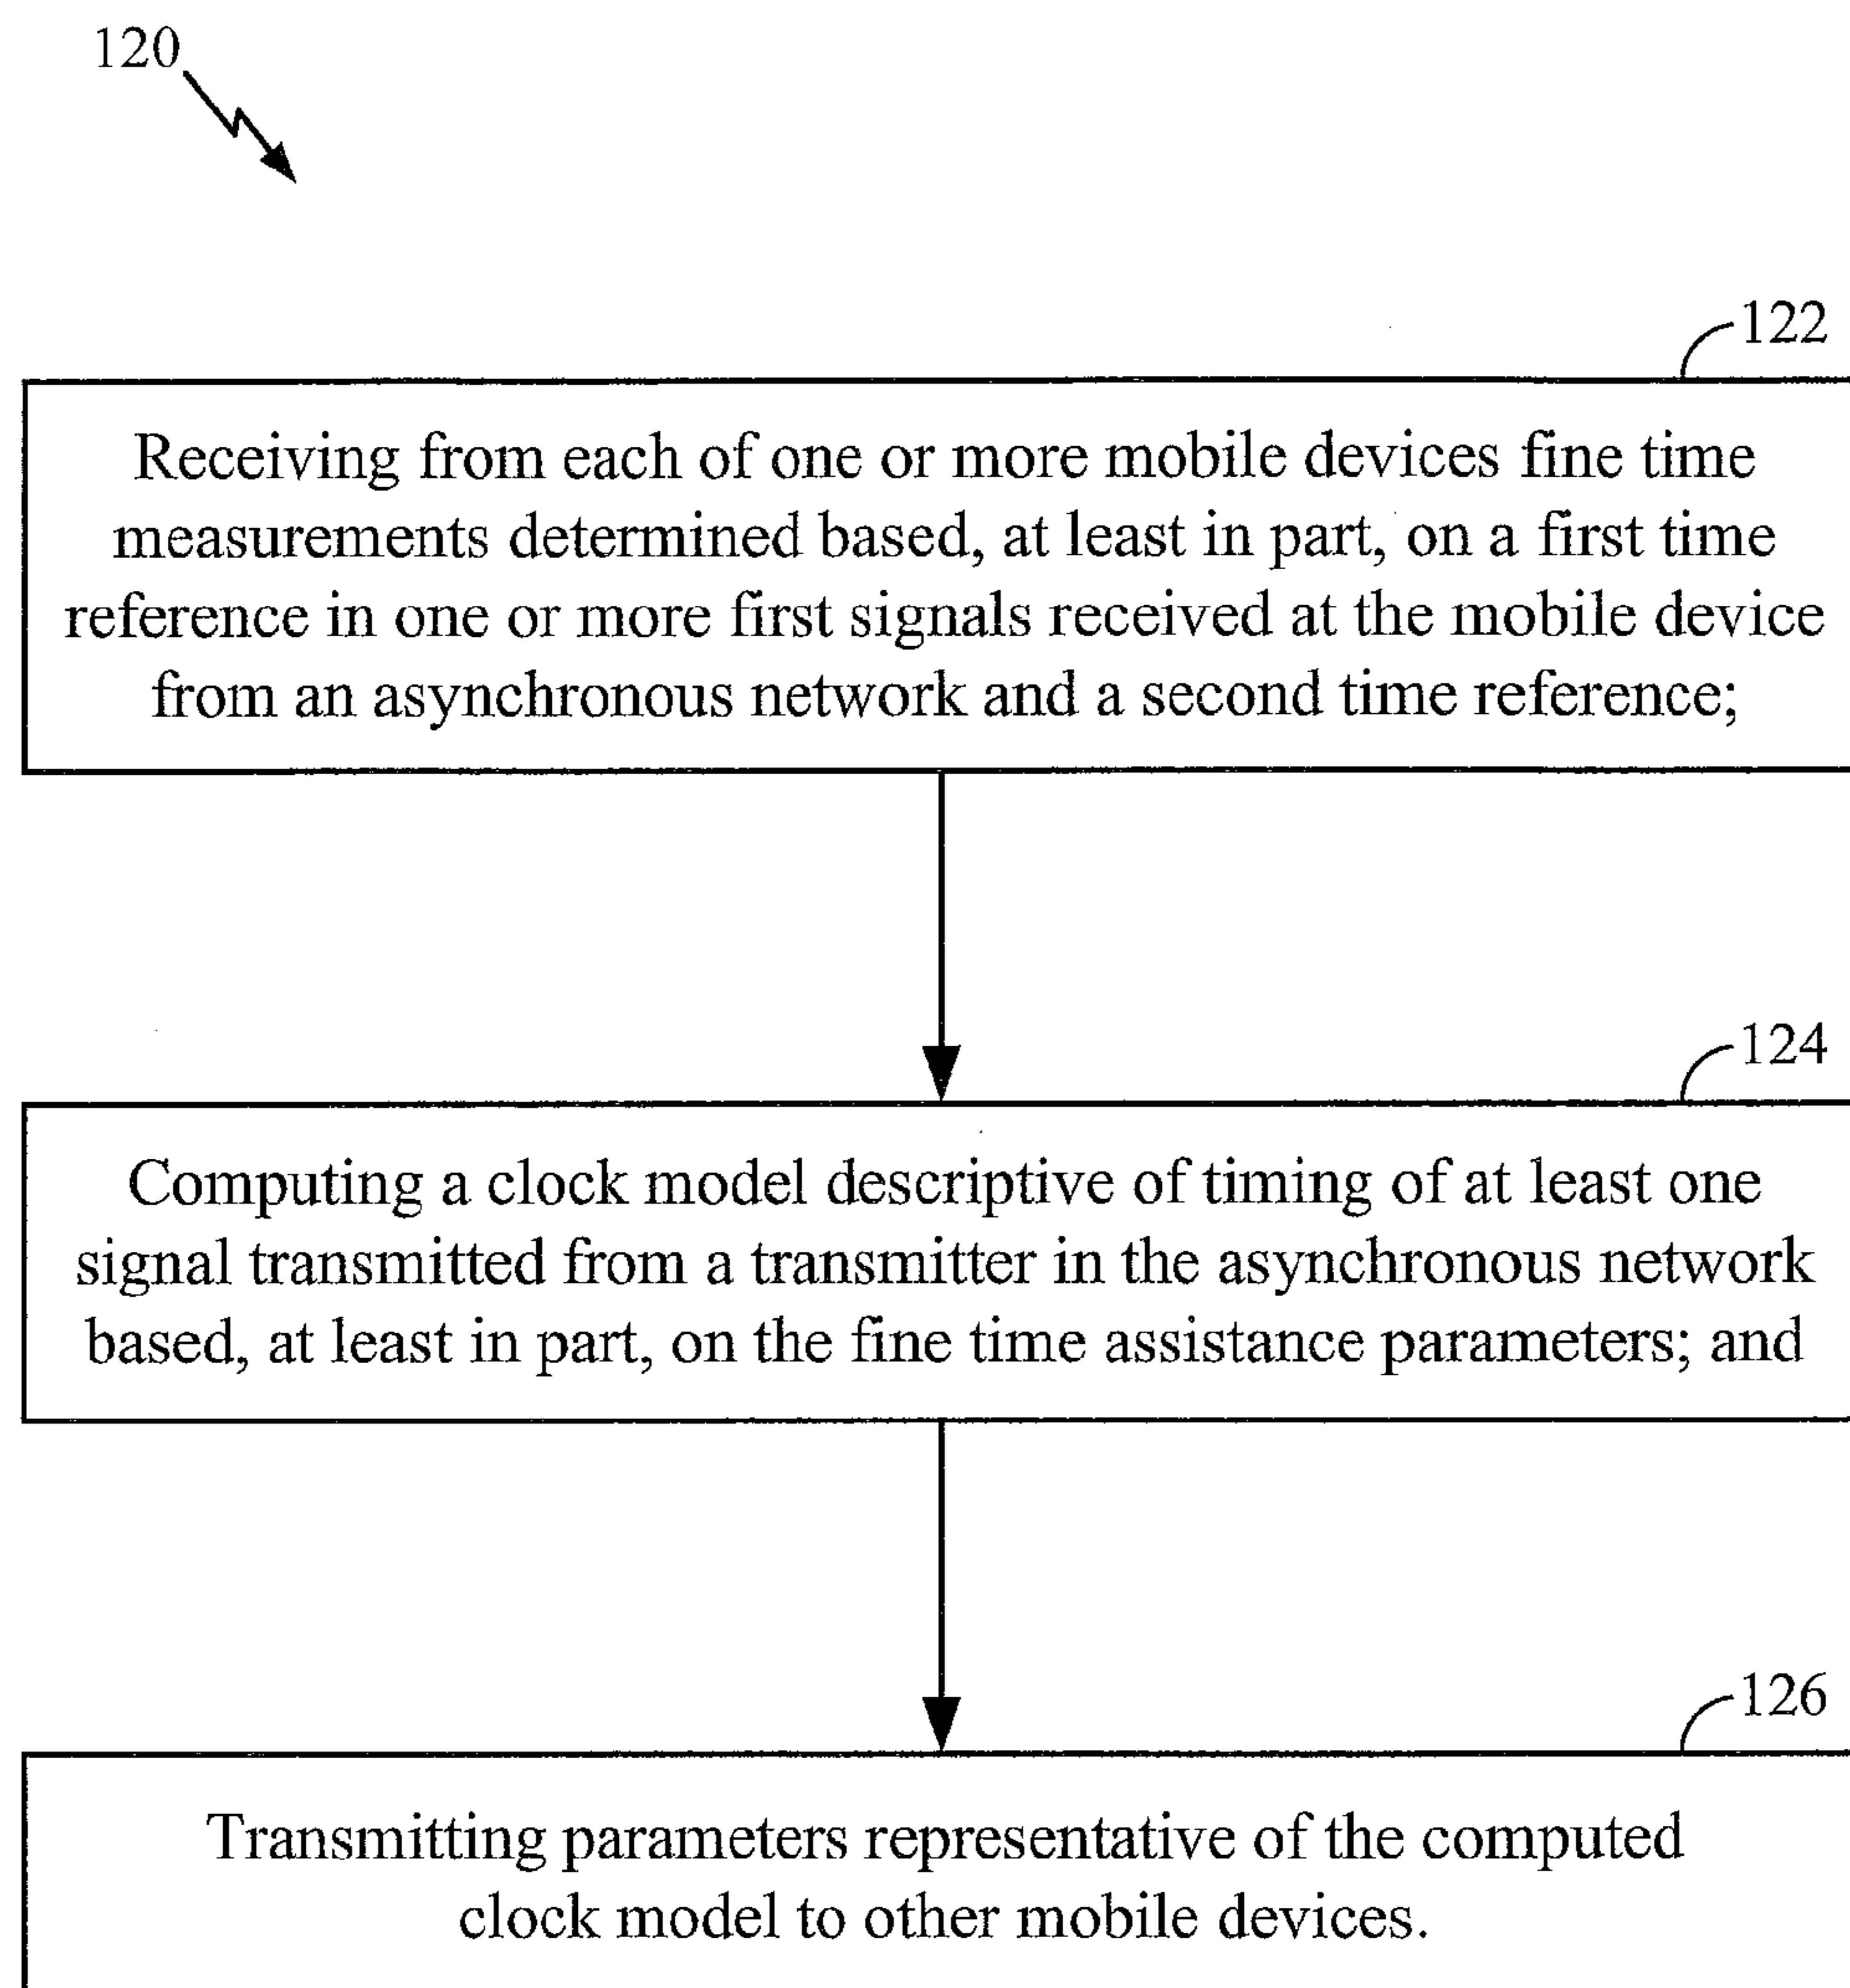 120
122
Receiving from each of one or more mobile devices fine time
measurements determined based, at least in part, on a first time
reference in one or more first signals received at the mobile device
from an asynchronous network and a second time reference;
124
Computing a clock model descriptive of timing of at least one
signal transmitted from a transmitter in the asynchronous network
based, at least in part, on the fine time assistance parameters; and
126
Transmitting parameters representative of the computed
clock model to other mobile devices.